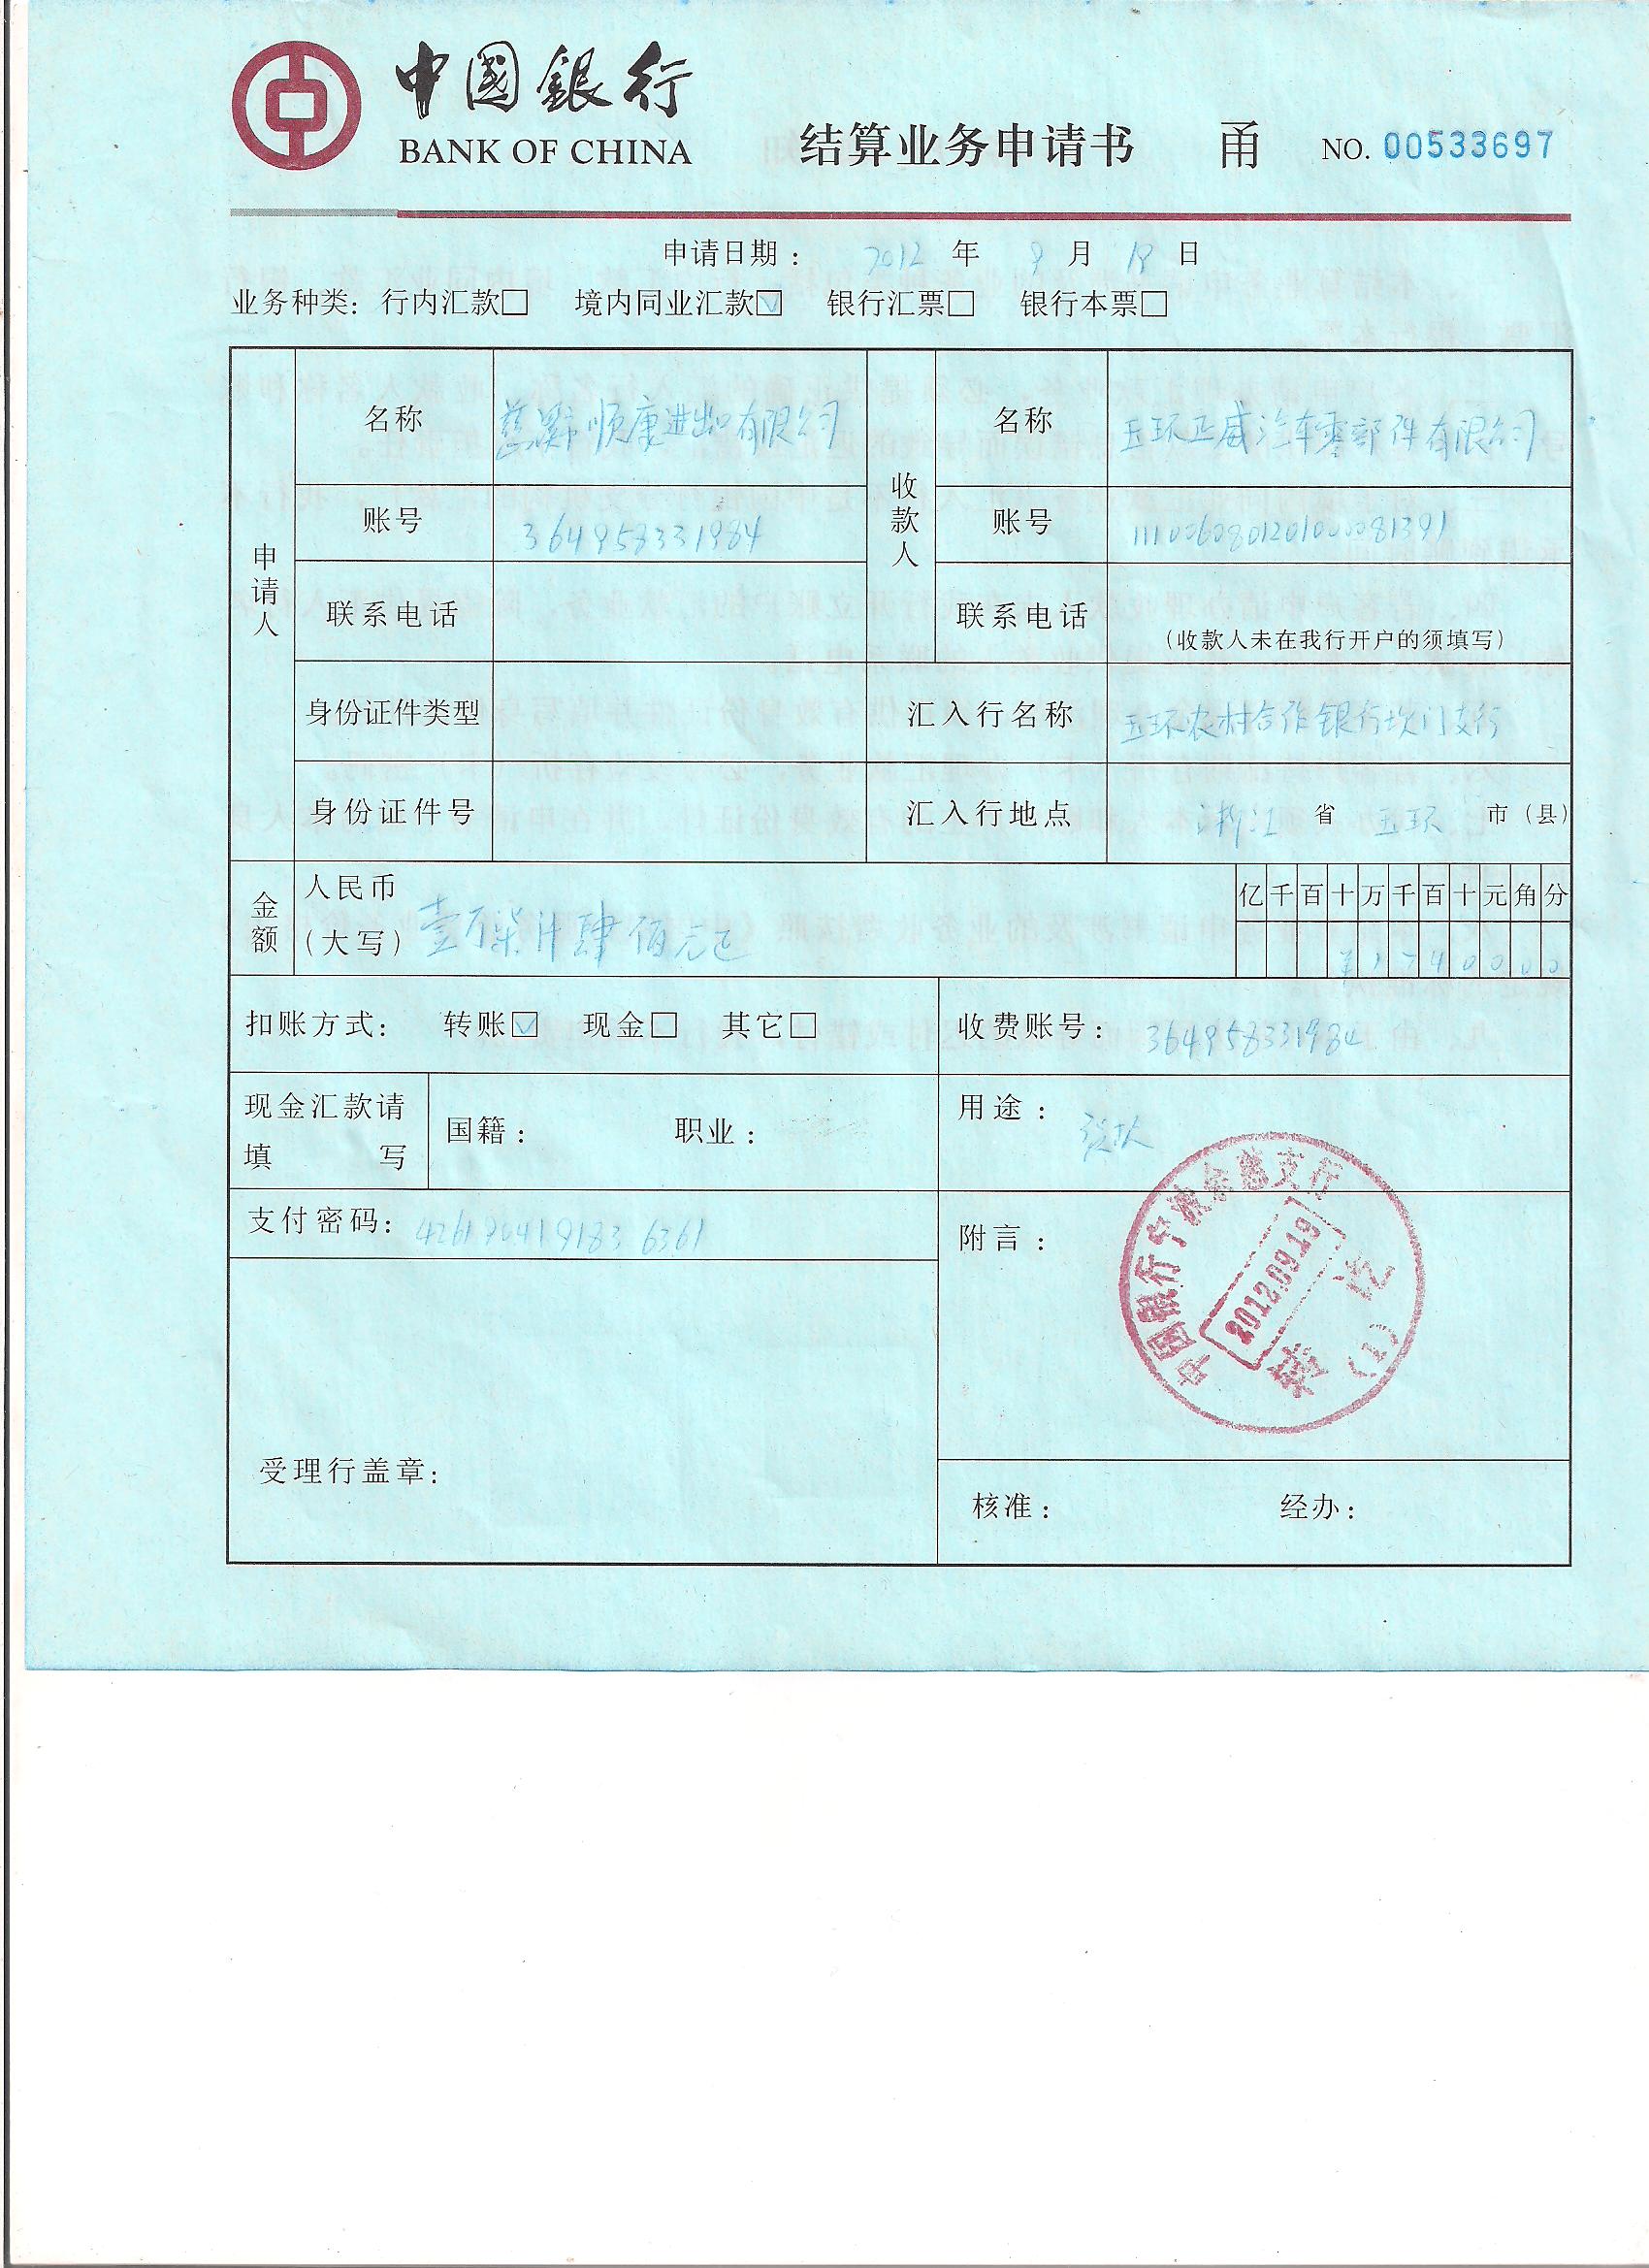 中國銀行
BANK OF CHINA
结算业务申请书 甬 NO. 00533697
申请日期： 2012 年 9 月 19 日
业务种类：行内汇款□ 境内同业汇款☑ 银行汇票□ 银行本票□
申请人
名称 慈溪市顺康进出口有限公司
账号 364958331984
联系电话
身份证件类型
身份证件号
收款人
名称 玉环正威汽车零部件有限公司
账号
联系电话 （收款人未在我行开户的须填写）
汇入行名称 玉环农村合作银行坎门支行
汇入行地点 浙江 省 玉环 市（县）
金额
人民币
（大写） 壹万柒仟肆佰元正
亿 千 百 十 万 千 百 十 元 角 分
¥ 1 7 4 0 0 0 0
扣账方式： 转账☑ 现金□ 其它□
收费账号： 364958331984
现金汇款请
填 写
国籍： 职业：
用途： 货款
支付密码： 6361
附言：
中国银行宁波余慈支行
2012.09.19
转讫
(1)
受理行盖章：
核准： 经办：